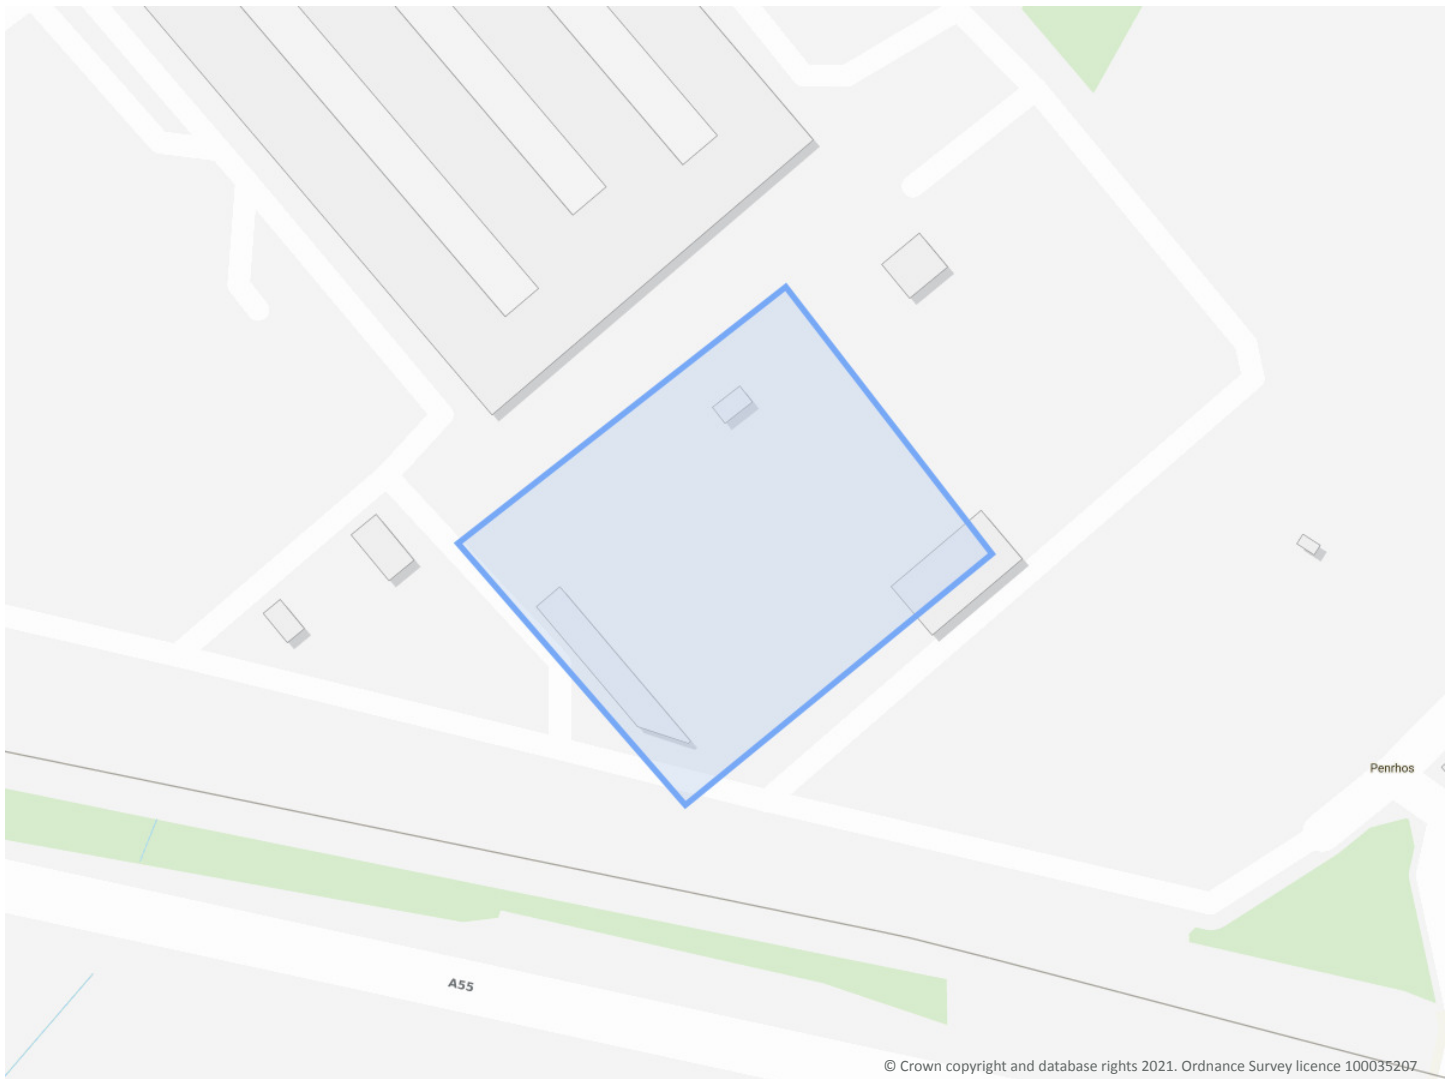 Penrhos
A55
© Crown copyright and database rights 2021. Ordnance Survey licence 100035207